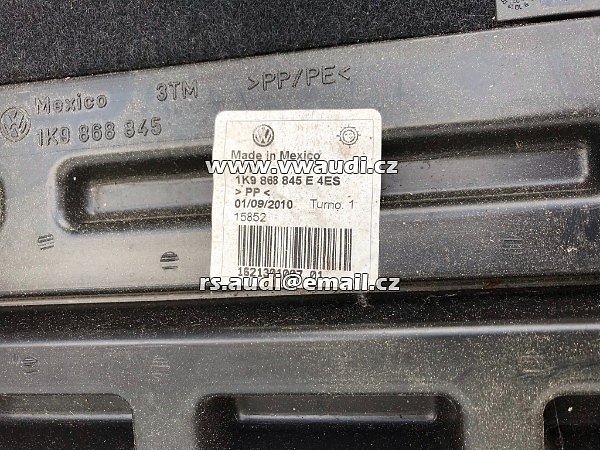 Mexico 3TM >PP/PE<
1K9 868 845
Made in Mexico
www.vwaudi.cz
1K9 868 845 E 4ES
> PP <
01/09/2010 Turno. 1
15852
rs.audi@email.cz